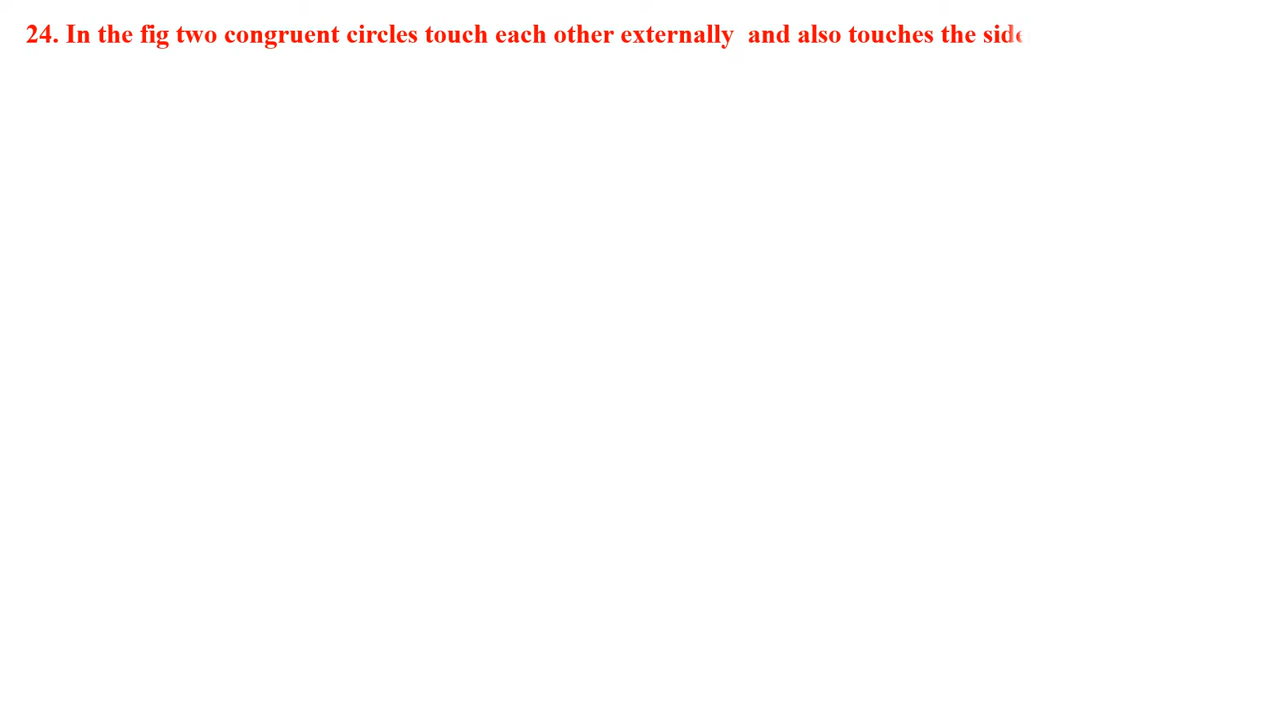 24. In the fig two congruent circles touch each other externally  and also touches the side